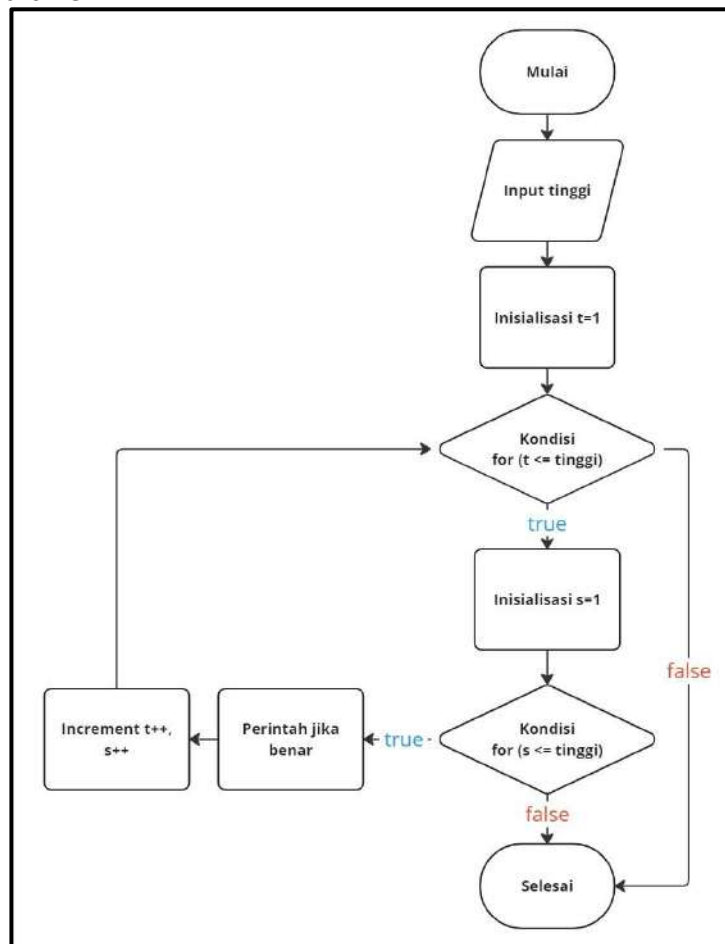 Mulai
Input tinggi
Inisialisasi t=1
Kondisi
for (t <= tinggi)
true
Inisialisasi s=1
false
Increment t++,
s++
Perintah jika
benar
true
Kondisi
for (s <= tinggi)
false
Selesai